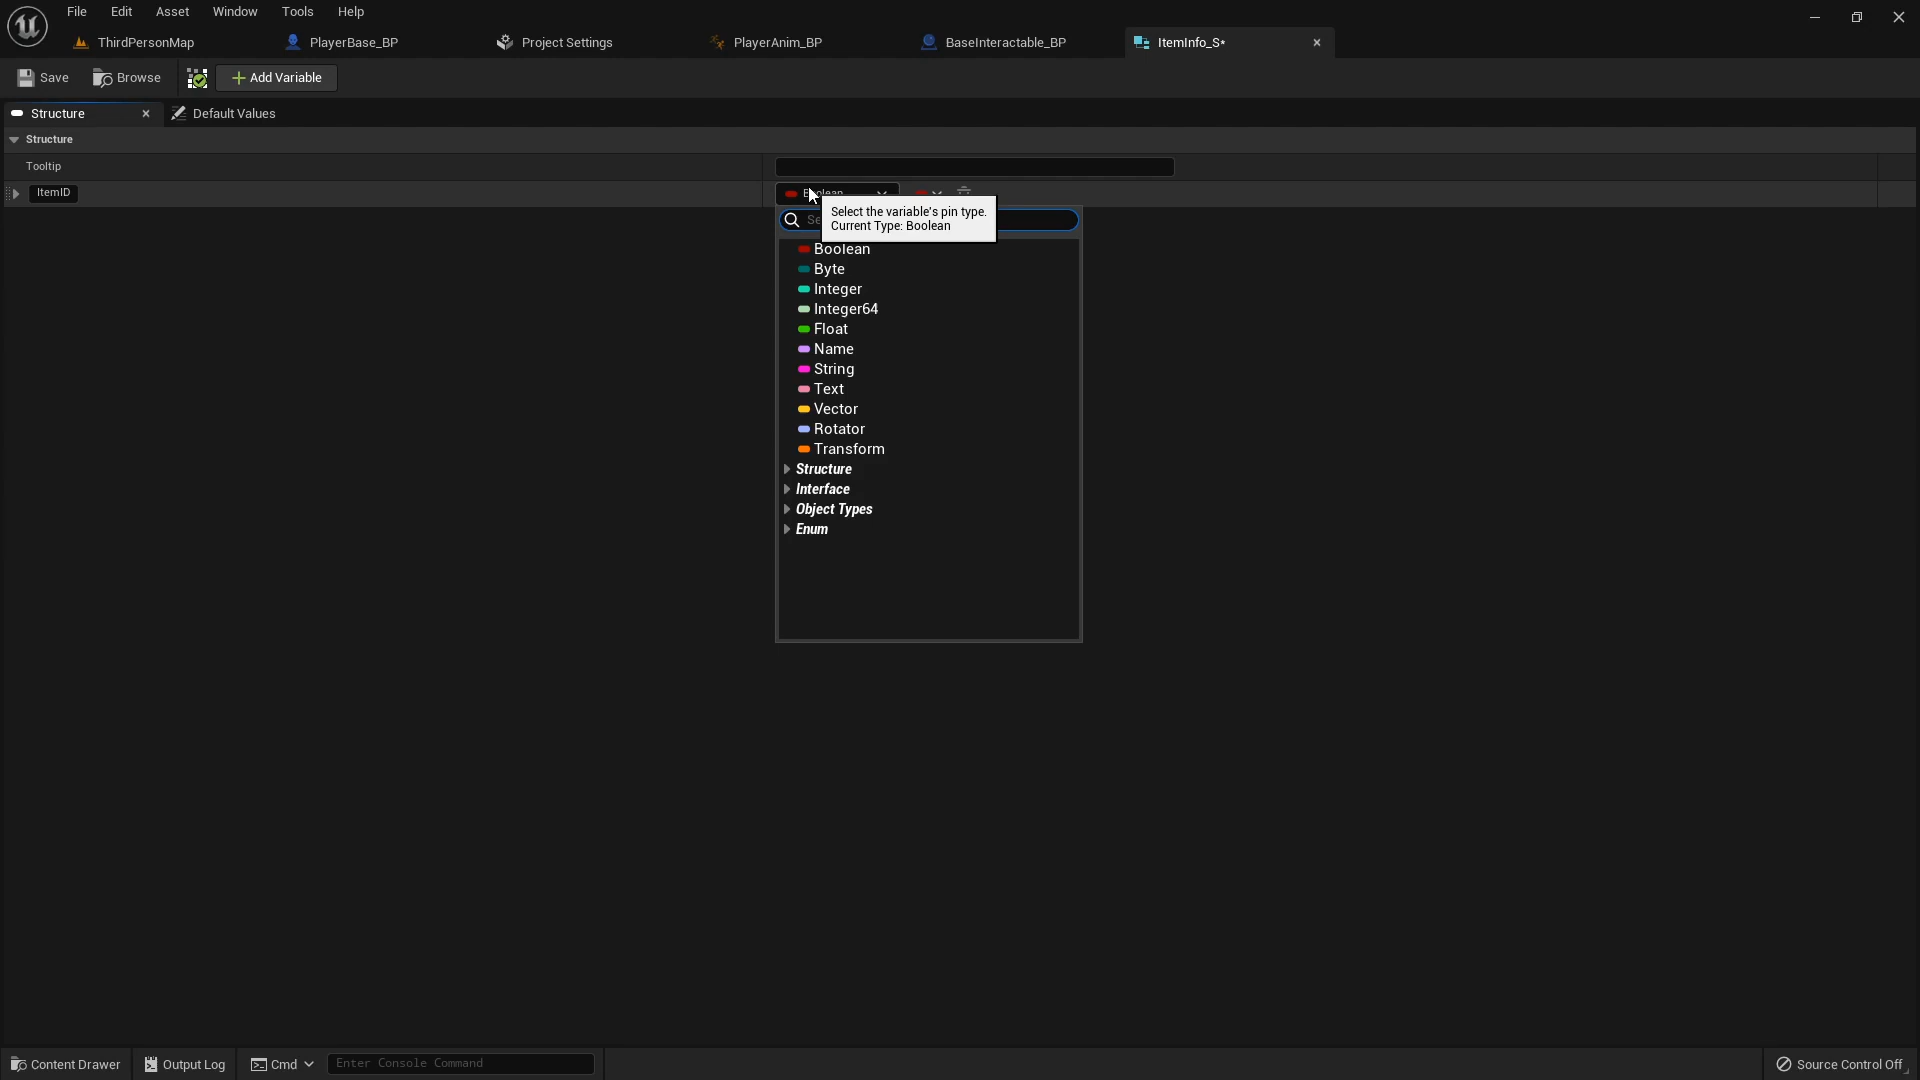 File Edit Asset Window Tools Help
ThirdPersonMap PlayerBase_BP Project Settings PlayerAnim_BP BaseInteractable_BP ItemInfo_S*
Save Browse Add Variable
Structure Default Values
Structure
Tooltip
ItemID
Select the variable's pin type.
Current Type: Boolean
Boolean
Byte
Integer
Integer64
Float
Name
String
Text
Vector
Rotator
Transform
Structure
Interface
Object Types
Enum
Content Drawer Output Log Cmd Enter Console Command Source Control Off